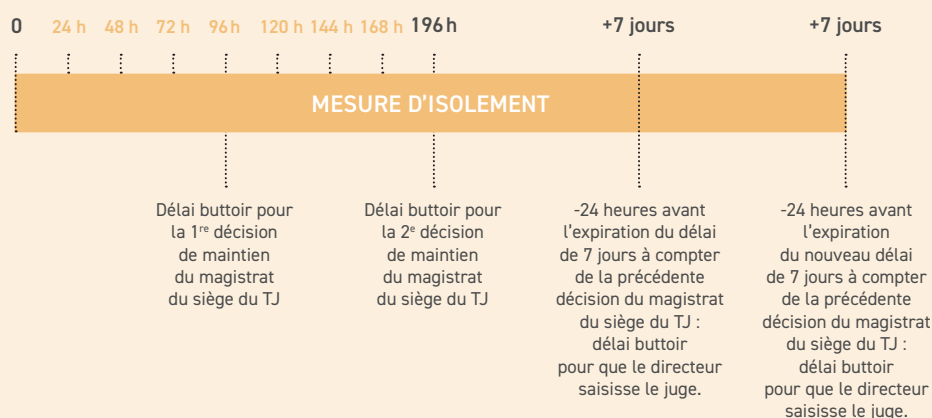 0 24 h 48 h 72 h 96 h 120 h 144 h 168 h 196 h +7 jours +7 jours
MESURE D'ISOLEMENT
Délai buttoir pour
la 1re décision
de maintien
du magistrat
du siège du TJ
Délai buttoir pour
la 2e décision
de maintien
du magistrat
du siège du TJ
-24 heures avant
l'expiration du délai
de 7 jours à compter
de la précédente
décision du magistrat
du siège du TJ :
délai buttoir
pour que le directeur
saisisse le juge.
-24 heures avant
l'expiration
du nouveau délai
de 7 jours à compter
de la précédente
décision du magistrat
du siège du TJ :
délai buttoir
pour que le directeur
saisisse le juge.